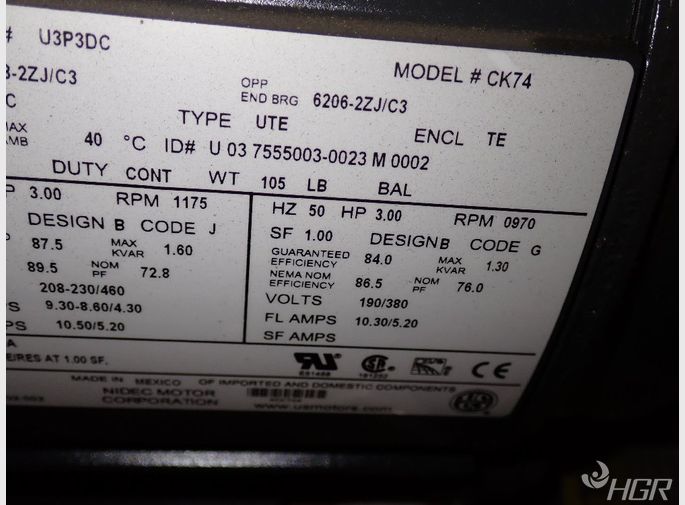 # U3P3DC
MODEL # CK74
-2ZJ/C3
OPP
END BRG 6206-2ZJ/C3
C
TYPE UTE ENCL TE
MAX
AMB 40 °C ID# U 03 7555003-0023 M 0002
DUTY CONT WT 105 LB BAL
P 3.00 RPM 1175
DESIGN B CODE J
87.5 MAX KVAR 1.60
89.5 NOM PF 72.8
208-230/460
PS 9.30-8.60/4.30
PS 10.50/5.20
HZ 50 HP 3.00 RPM 0970
SF 1.00 DESIGN B CODE G
GUARANTEED EFFICIENCY 84.0 MAX KVAR 1.30
NEMA NOM EFFICIENCY 86.5 NOM PF 76.0
VOLTS 190/380
FL AMPS 10.30/5.20
SF AMPS
A
E/RES AT 1.00 SF.
c RU us
SA
CE
MADE IN MEXICO OF IMPORTED AND DOMESTIC COMPONENTS
NIDEC MOTOR
CORPORATION
www.usmotors.com
HGR